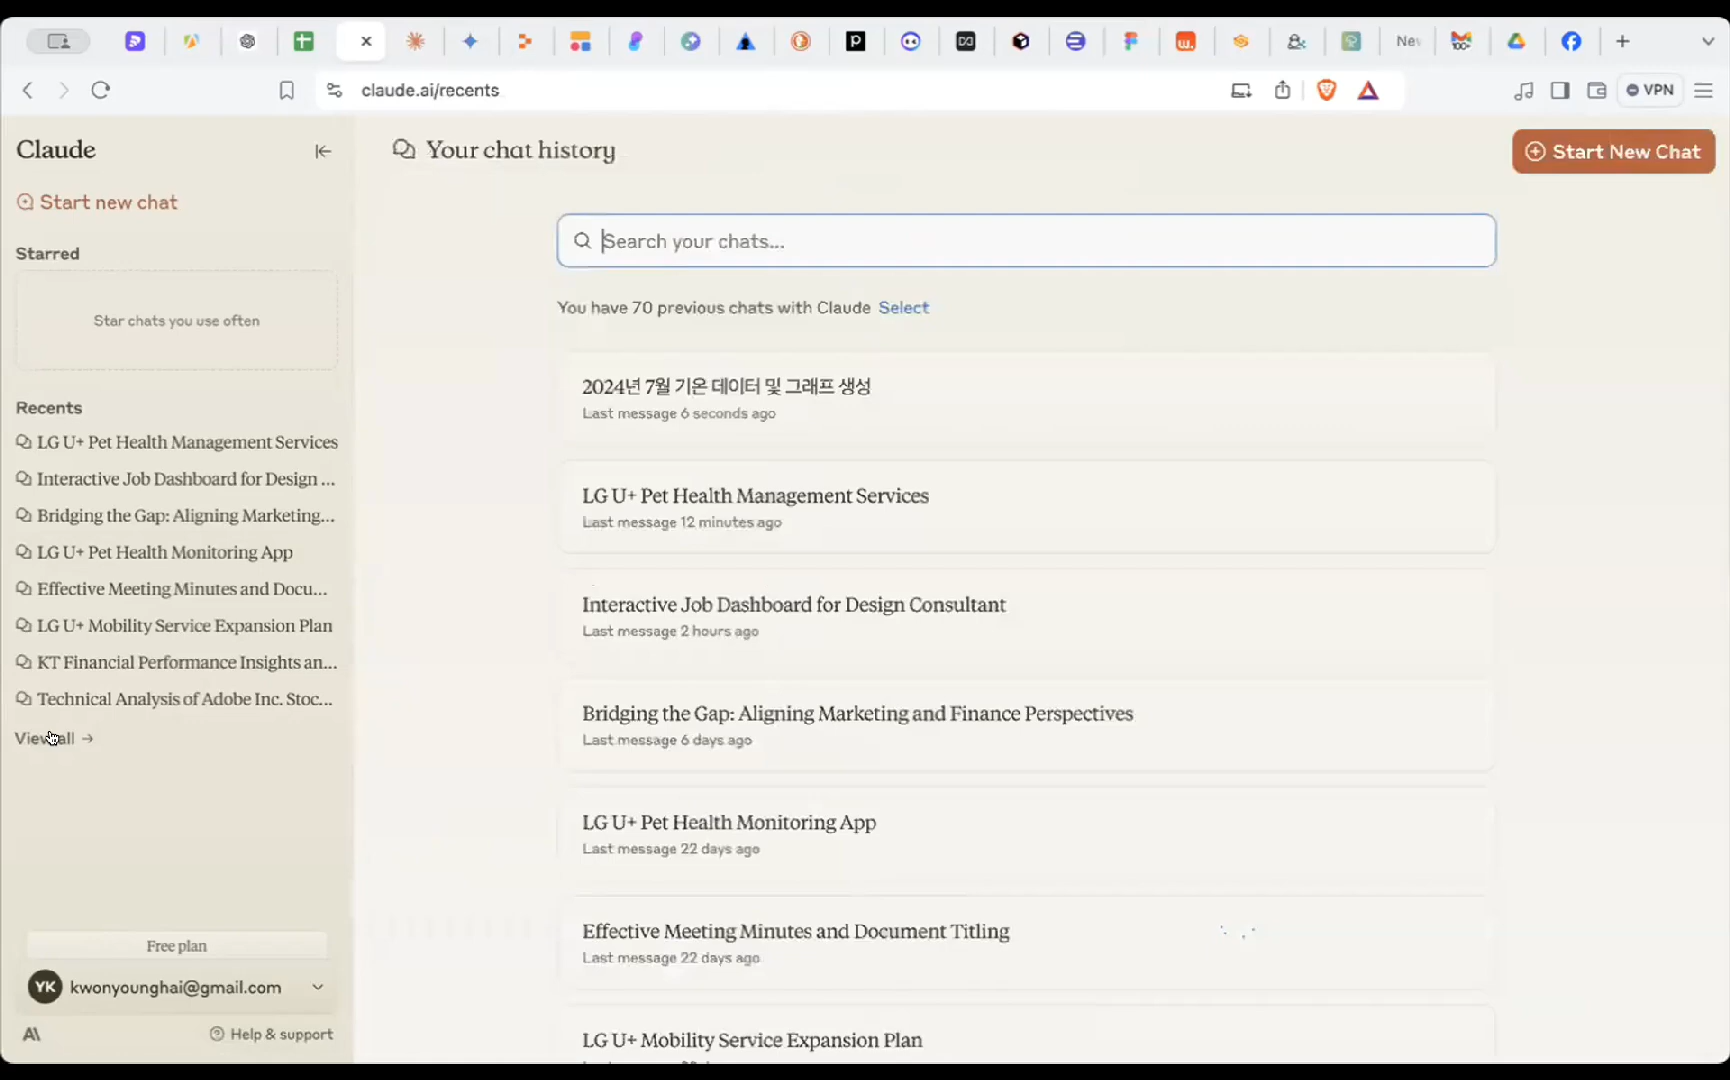 New
claude.ai/recents
VPN
Claude
Start new chat
Starred
Star chats you use often
Recents
LG U+ Pet Health Management Services
Interactive Job Dashboard for Design ...
Bridging the Gap: Aligning Marketing...
LG U+ Pet Health Monitoring App
Effective Meeting Minutes and Docu...
LG U+ Mobility Service Expansion Plan
KT Financial Performance Insights an...
Technical Analysis of Adobe Inc. Stoc...
View all →
Free plan
YK kwonyounghai@gmail.com
A\
Help & support
Your chat history
Start New Chat
Search your chats...
You have 70 previous chats with Claude Select
2024년 7월 기온 데이터 및 그래프 생성
Last message 6 seconds ago
LG U+ Pet Health Management Services
Last message 12 minutes ago
Interactive Job Dashboard for Design Consultant
Last message 2 hours ago
Bridging the Gap: Aligning Marketing and Finance Perspectives
Last message 6 days ago
LG U+ Pet Health Monitoring App
Last message 22 days ago
Effective Meeting Minutes and Document Titling
Last message 22 days ago
LG U+ Mobility Service Expansion Plan